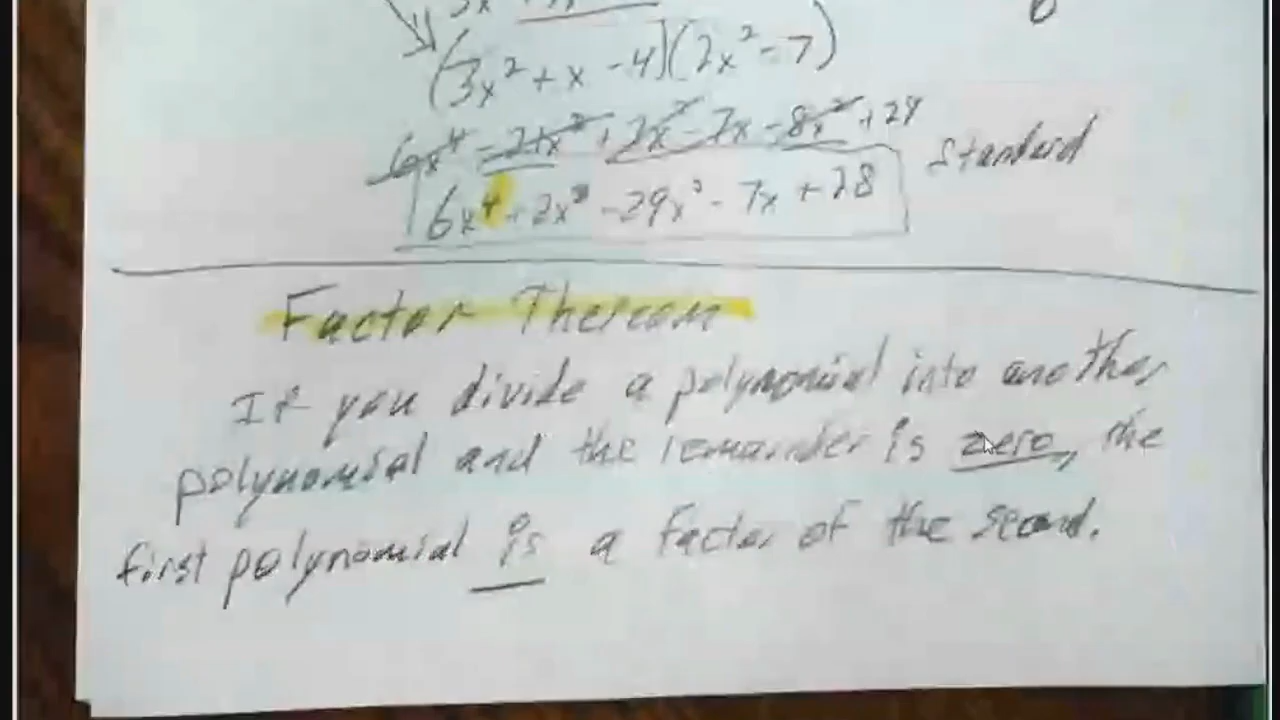 (3x² + x - 4)(2x² - 7)
6x⁴ - 21x² + 2x³ - 7x - 8x² + 28
Standard
6x⁴ + 2x³ - 29x² - 7x + 28
Factor Thereom
If you divide a polynomial into another
polynomial and the remainder is zero, the
first polynomial is a factor of the second.